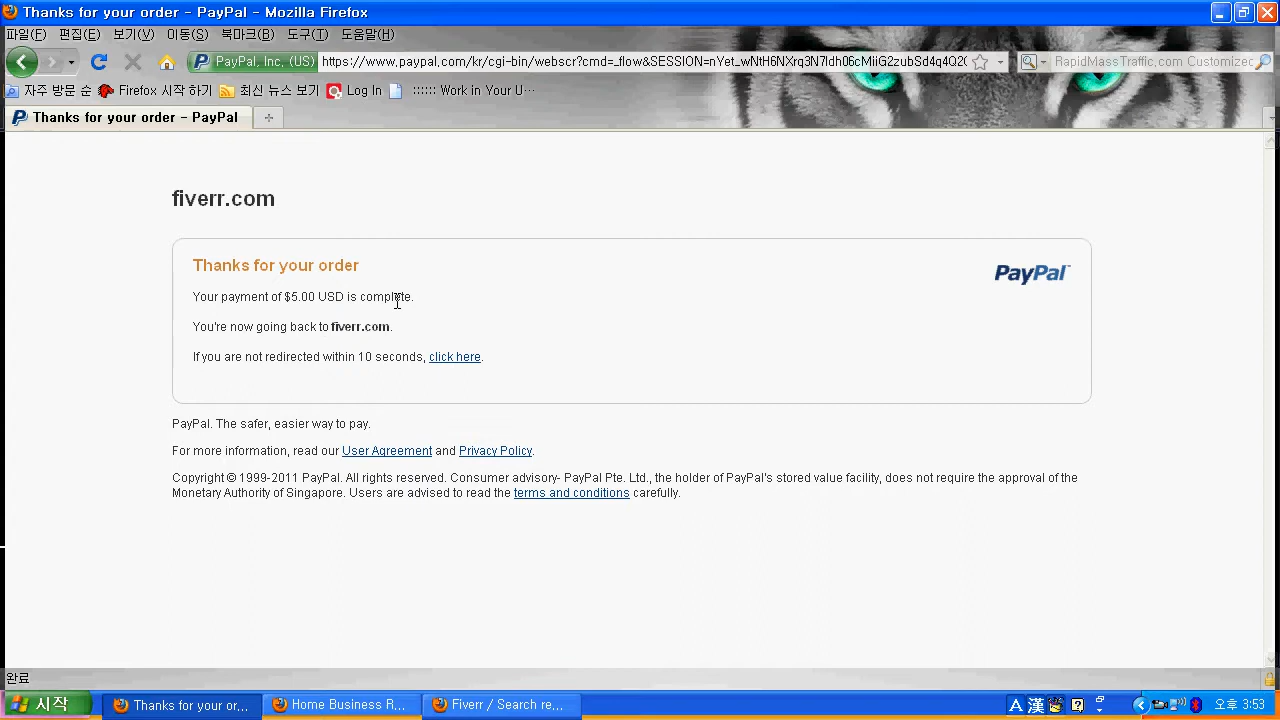 Thanks for your order - PayPal - Mozilla Firefox
파일(F) 편집(E) 보기(V) 이동(S) 북마크(B) 도구(T) 도움말(H)
PayPal, Inc, (US) https://www.paypal.com/kr/cgi-bin/webscr?cmd=_flow&SESSION= RapidMassTraffic.com Customizec
자주 방문 순 Firefox 시작 하기 최신 뉴스 보기 Log In :::::: Work in Your U···
Thanks for your order - PayPal
fiverr.com
Thanks for your order
PayPal
Your payment of $5.00 USD is complete.
You're now going back to fiverr.com.
If you are not redirected within 10 seconds, click here.
PayPal. The safer, easier way to pay.
For more information, read our User Agreement and Privacy Policy.
Copyright © 1999-2011 PayPal. All rights reserved. Consumer advisory- PayPal Pte. Ltd., the holder of PayPal's stored value facility, does not require the approval of the
Monetary Authority of Singapore. Users are advised to read the terms and conditions carefully.
완료
시작 Thanks for your or... Home Business R... Fiverr / Search re... A 漢 오후 3:53